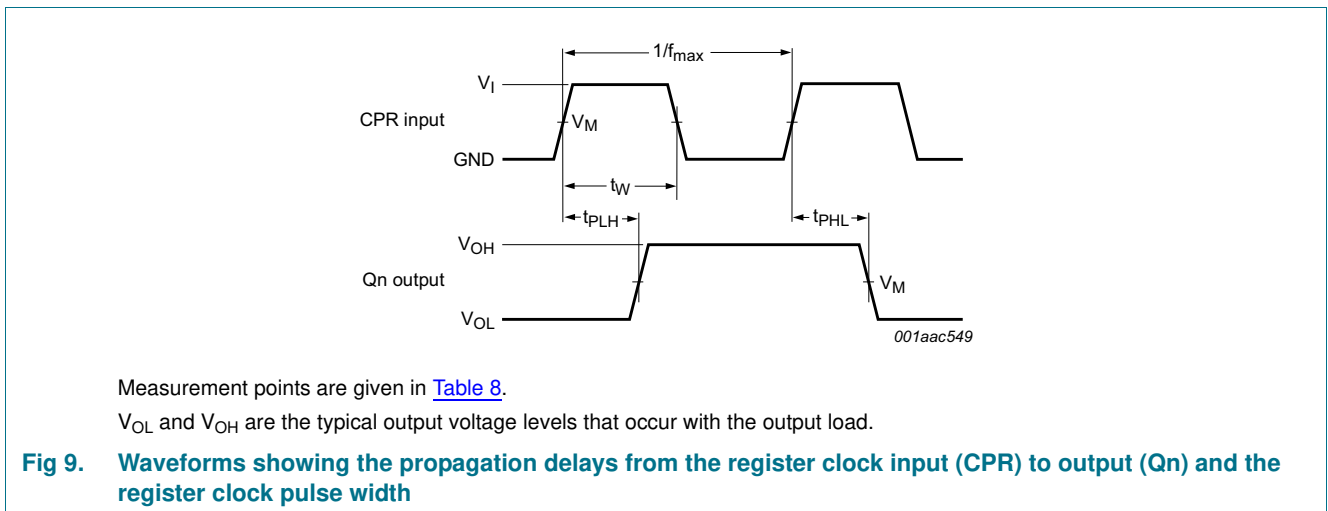 1/fmax
VI
CPR input
VM
GND
tW
tPLH
tPHL
VOH
Qn output
VM
VOL
001aac549
Measurement points are given in Table 8.
VOL and VOH are the typical output voltage levels that occur with the output load.
Fig 9. Waveforms showing the propagation delays from the register clock input (CPR) to output (Qn) and the
register clock pulse width